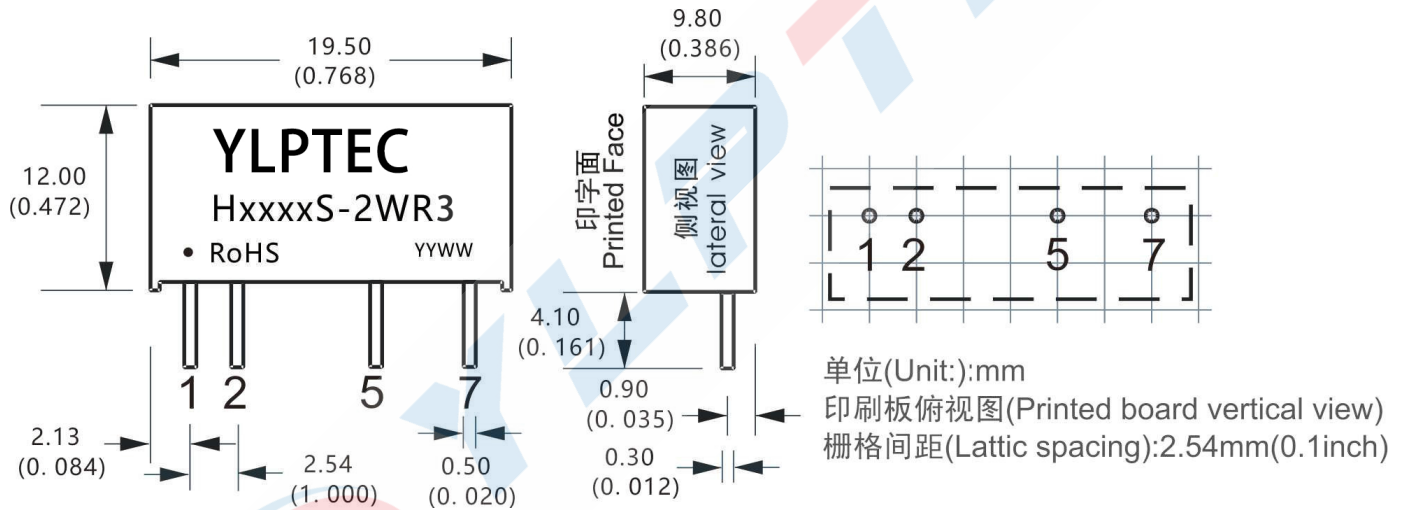 19.50
(0.768)
12.00
(0.472)
YLPTEC
HxxxxS-2WR3
RoHS
YYWW
1 2 5 7
2.13
(0. 084)
2.54
(1. 000)
0.50
(0. 020)
9.80
(0.386)
印字面
Printed Face
侧视图
lateral view
4.10
(0. 161)
0.90
(0. 035)
0.30
(0. 012)
1 2 5 7
单位(Unit:):mm
印刷板俯视图(Printed board vertical view)
栅格间距(Lattic spacing):2.54mm(0.1inch)
YLPT